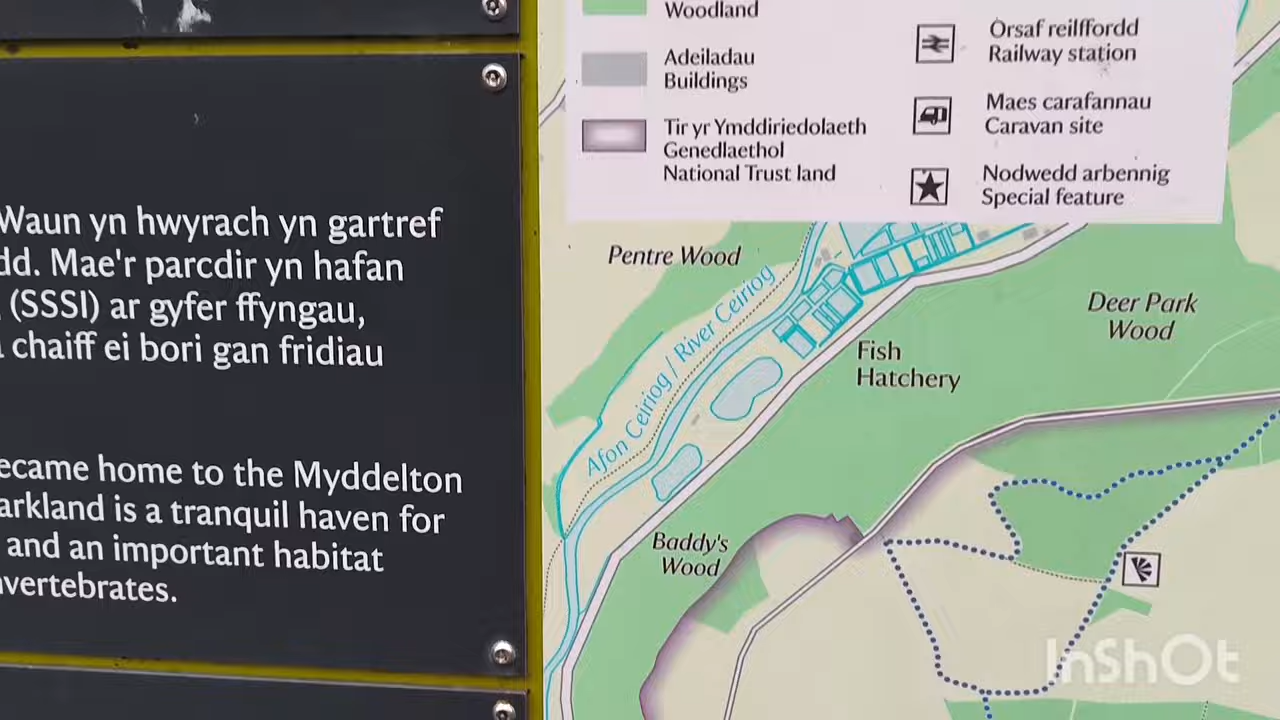 Waun yn hwyrach yn gartref
dd. Mae'r parcdir yn hafan
(SSSI) ar gyfer ffyngau,
chaiff ei bori gan fridiau
ecame home to the Myddelton
arkland is a tranquil haven for
and an important habitat
nvertebrates.
Woodland
Adeiladau
Buildings
Tir yr Ymddiriedolaeth
Genedlaethol
National Trust land
Orsaf reilffordd
Railway station
Maes carafannau
Caravan site
Nodwedd arbennig
Special feature
Pentre Wood
Afon Ceiriog / River Ceiriog
Fish
Hatchery
Deer Park
Wood
Baddy's
Wood
InShOt